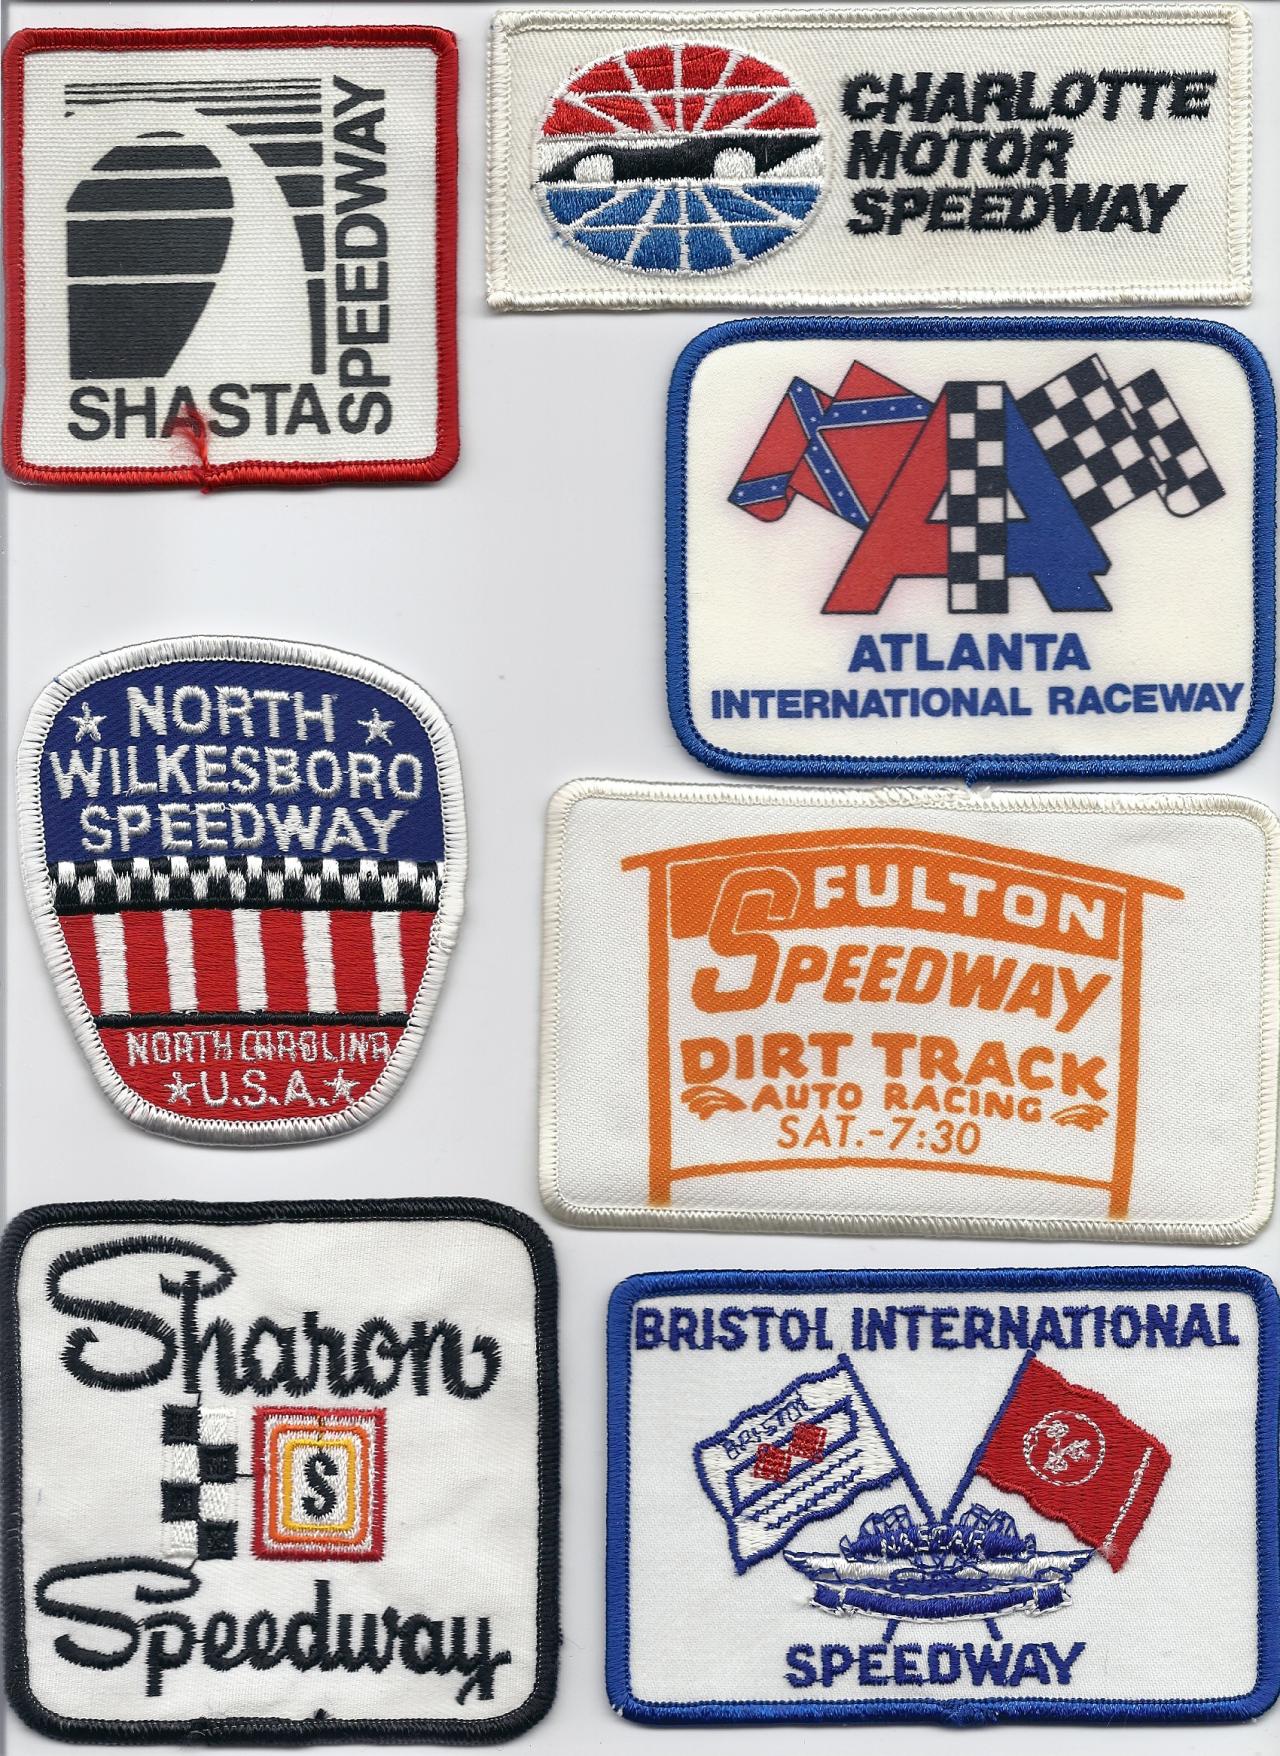 SHASTA
SPEEDWAY
CHARLOTTE
MOTOR
SPEEDWAY
ATLANTA
INTERNATIONAL RACEWAY
NORTH
WILKESBORO
SPEEDWAY
NORTH CAROLINA
U.S.A.
FULTON
SPEEDWAY
DIRT TRACK
AUTO RACING
SAT.-7:30
Sharon
S
Speedway
BRISTOL INTERNATIONAL
BRISTOL
NASCAR
SPEEDWAY